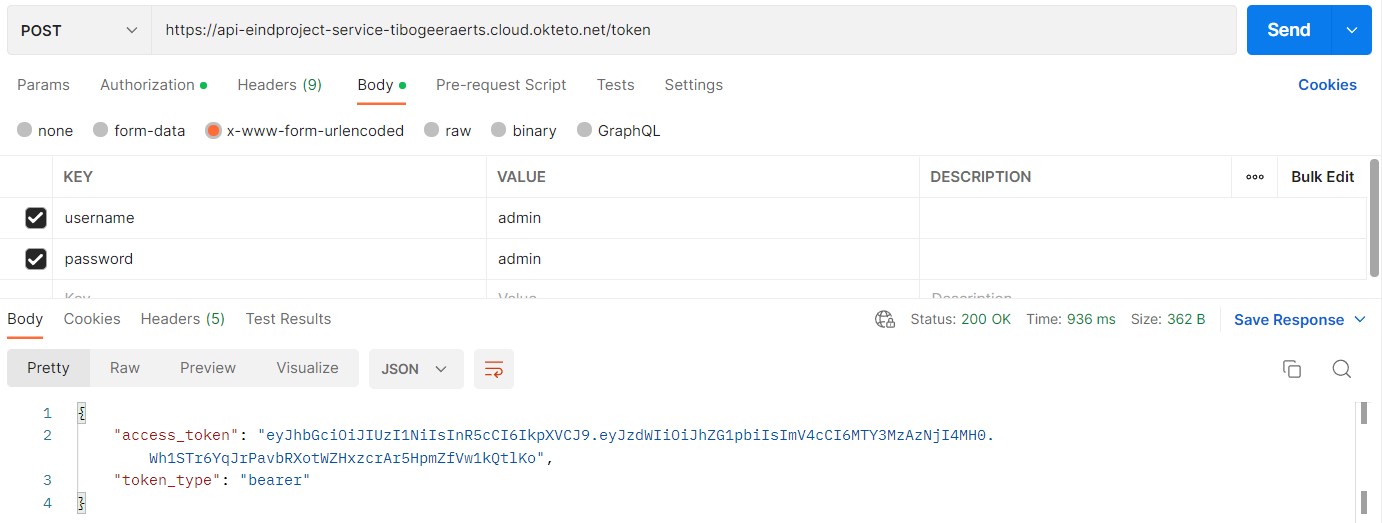 POST https://api-eindproject-service-tibogeeraerts.cloud.okteto.net/token Send
Params Authorization Headers (9) Body Pre-request Script Tests Settings Cookies
none form-data x-www-form-urlencoded raw binary GraphQL
KEY VALUE DESCRIPTION ooo Bulk Edit
username admin
password admin
Key Value Description
Body Cookies Headers (5) Test Results Status: 200 OK Time: 936 ms Size: 362 B Save Response
Pretty Raw Preview Visualize JSON
1 {
2 "access_token": "eyJhbGciOiJIUzI1NiIsInR5cCI6IkpXVCJ9.eyJzdWIiOiJhZG1pbiIsImV4cCI6MTY3MzAzNjI4MH0.
Wh1STr6YqJrPavbRXotWZHxzcrAr5HpmZfVw1kQtlKo",
3 "token_type": "bearer"
4 }